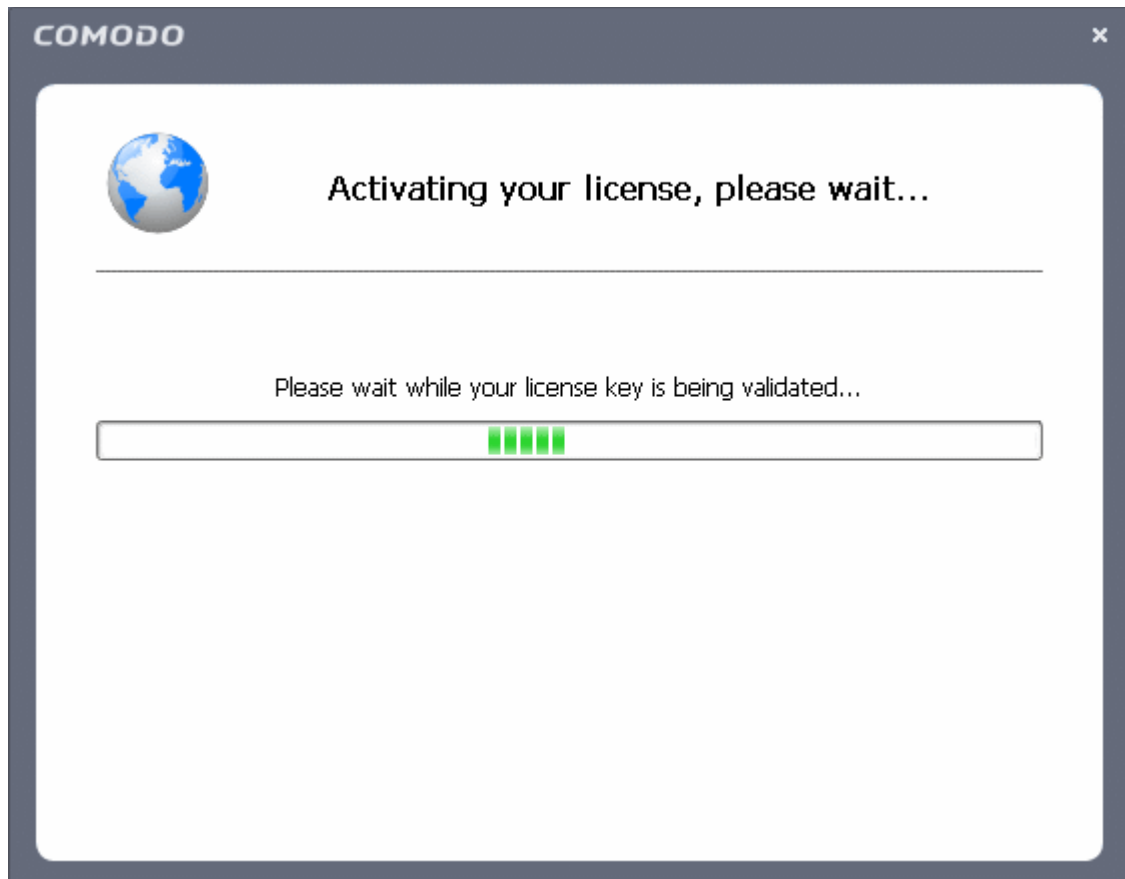 COMODO
Activating your license, please wait...
Please wait while your license key is being validated...